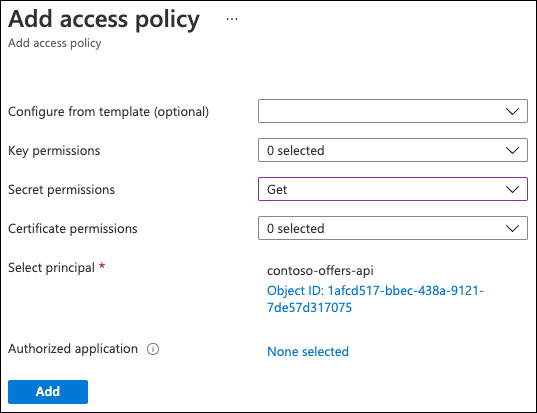 Add access policy ...
Add access policy
Configure from template (optional)
Key permissions 0 selected
Secret permissions Get
Certificate permissions 0 selected
Select principal * contoso-offers-api
Object ID: 1afcd517-bbec-438a-9121-
7de57d317075
Authorized application None selected
Add